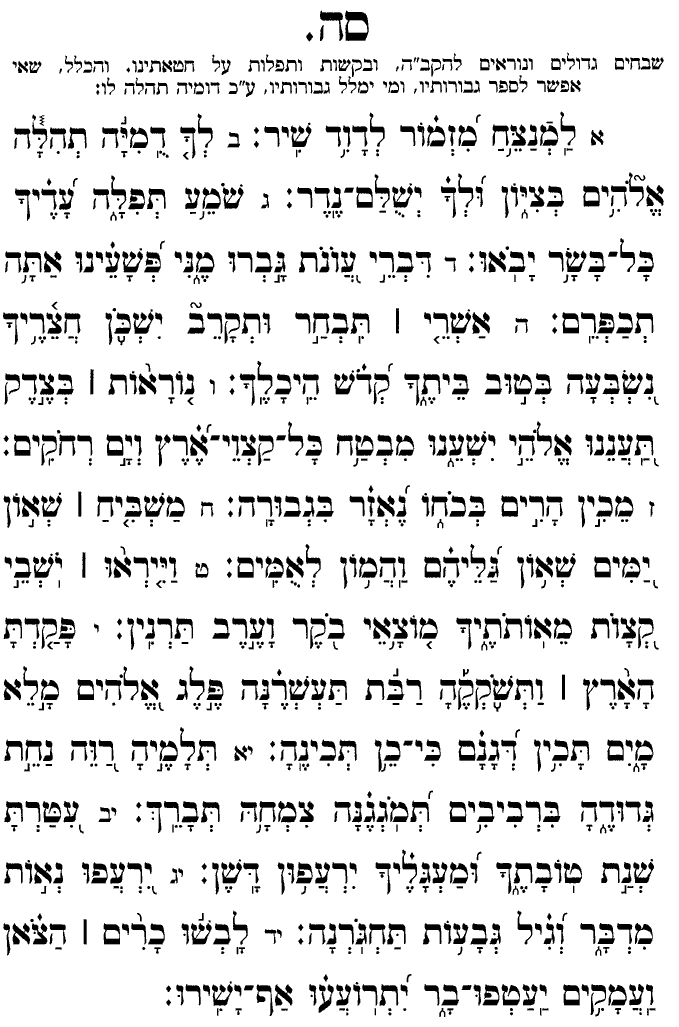 סה.
שבחים גדולים ונוראים להקב״ה, ובקשות ותפלות על חטאתינו. והכלל, שאי
אפשר לספר גבורותיו, ומי ימלל גבורותיו, ע״כ דומיה תהלה לו:
א לַמְנַצֵּחַ מִזְמוֹר לְדָוִד שִׁיר: ב לְךָ דֻמִיָּה תְהִלָּה
אֱלֹהִים בְּצִיּוֹן וּלְךָ יְשֻׁלַּם־נֶדֶר: ג שֹׁמֵעַ תְּפִלָּה עָדֶיךָ
כָּל־בָּשָׂר יָבֹאוּ: ד דִּבְרֵי עֲוֹנֹת גָּבְרוּ מֶנִּי פְּשָׁעֵינוּ אַתָּה
תְכַפְּרֵם: ה אַשְׁרֵי | תִּבְחַר וּתְקָרֵב יִשְׁכֹּן חֲצֵרֶיךָ
נִשְׂבְּעָה בְּטוּב בֵּיתֶךָ קְדֹשׁ הֵיכָלֶךָ: ו נוֹרָאוֹת | בְּצֶדֶק
תַּעֲנֵנוּ אֱלֹהֵי יִשְׁעֵנוּ מִבְטָח כָּל־קַצְוֵי־אֶרֶץ וְיָם רְחֹקִים:
ז מֵכִין הָרִים בְּכֹחוֹ נֶאְזָר בִּגְבוּרָה: ח מַשְׁבִּיחַ | שְׁאוֹן
יַמִּים שְׁאוֹן גַּלֵּיהֶם וַהֲמוֹן לְאֻמִּים: ט וַיִּירְאוּ | יֹשְׁבֵי
קְצָוֹת מֵאוֹתֹתֶיךָ מוֹצָאֵי בֹקֶר וָעֶרֶב תַּרְנִין: י פָּקַדְתָּ
הָאָרֶץ | וַתְּשֹׁקְקֶהָ רַבַּת תַּעְשְׁרֶנָּה פֶּלֶג אֱלֹהִים מָלֵא
מָיִם תָּכִין דְּגָנָם כִּי־כֵן תְּכִינֶהָ: יא תְּלָמֶיהָ רַוֵּה נַחֵת
גְּדוּדֶהָ בִּרְבִיבִים תְּמֹגְגֶנָּה צִמְחָהּ תְּבָרֵךְ: יב עִטַּרְתָּ
שְׁנַת טוֹבָתֶךָ וּמַעְגָּלֶיךָ יִרְעֲפוּן דָּשֶׁן: יג יִרְעֲפוּ נְאוֹת
מִדְבָּר וְגִיל גְּבָעוֹת תַּחְגֹּרְנָה: יד לָבְשׁוּ כָרִים | הַצֹּאן
וַעֲמָקִים יַעַטְפוּ־בָר יִתְרוֹעֲעוּ אַף־יָשִׁירוּ: